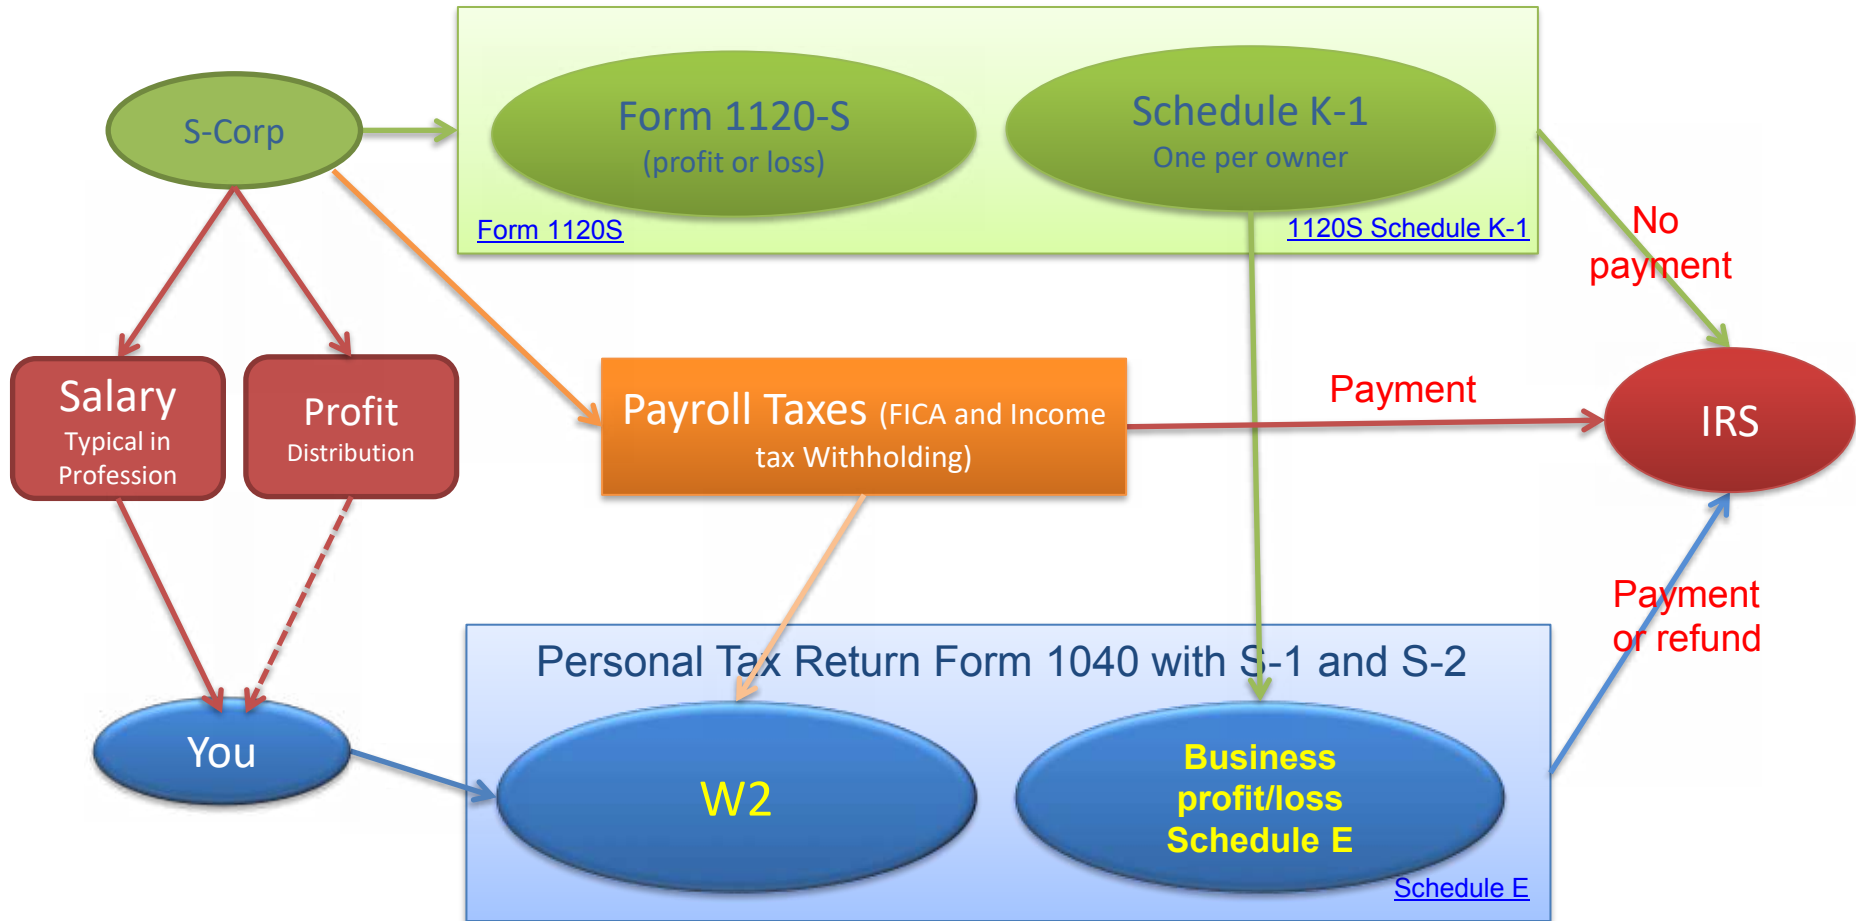 S-Corp
Form 1120-S
(profit or loss)
Schedule K-1
One per owner
Form 1120S
1120S Schedule K-1
No
payment
Salary
Typical in
Profession
Profit
Distribution
Payroll Taxes (FICA and Income
tax Withholding)
Payment
IRS
Payment
or refund
Personal Tax Return Form 1040 with S-1 and S-2
You
W2
Business
profit/loss
Schedule E
Schedule E